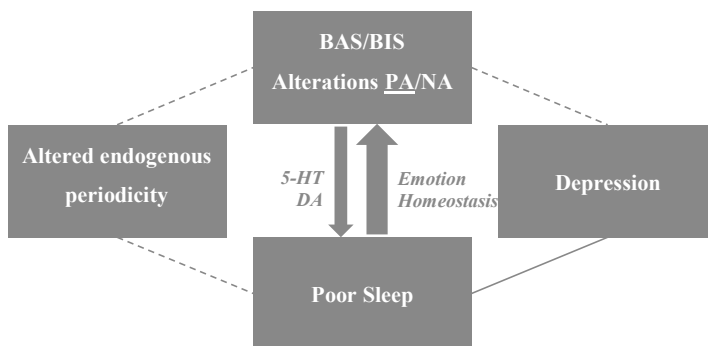 BAS/BIS
Alterations PA/NA
Altered endogenous
periodicity
5-HT
DA
Emotion
Homeostasis
Depression
Poor Sleep